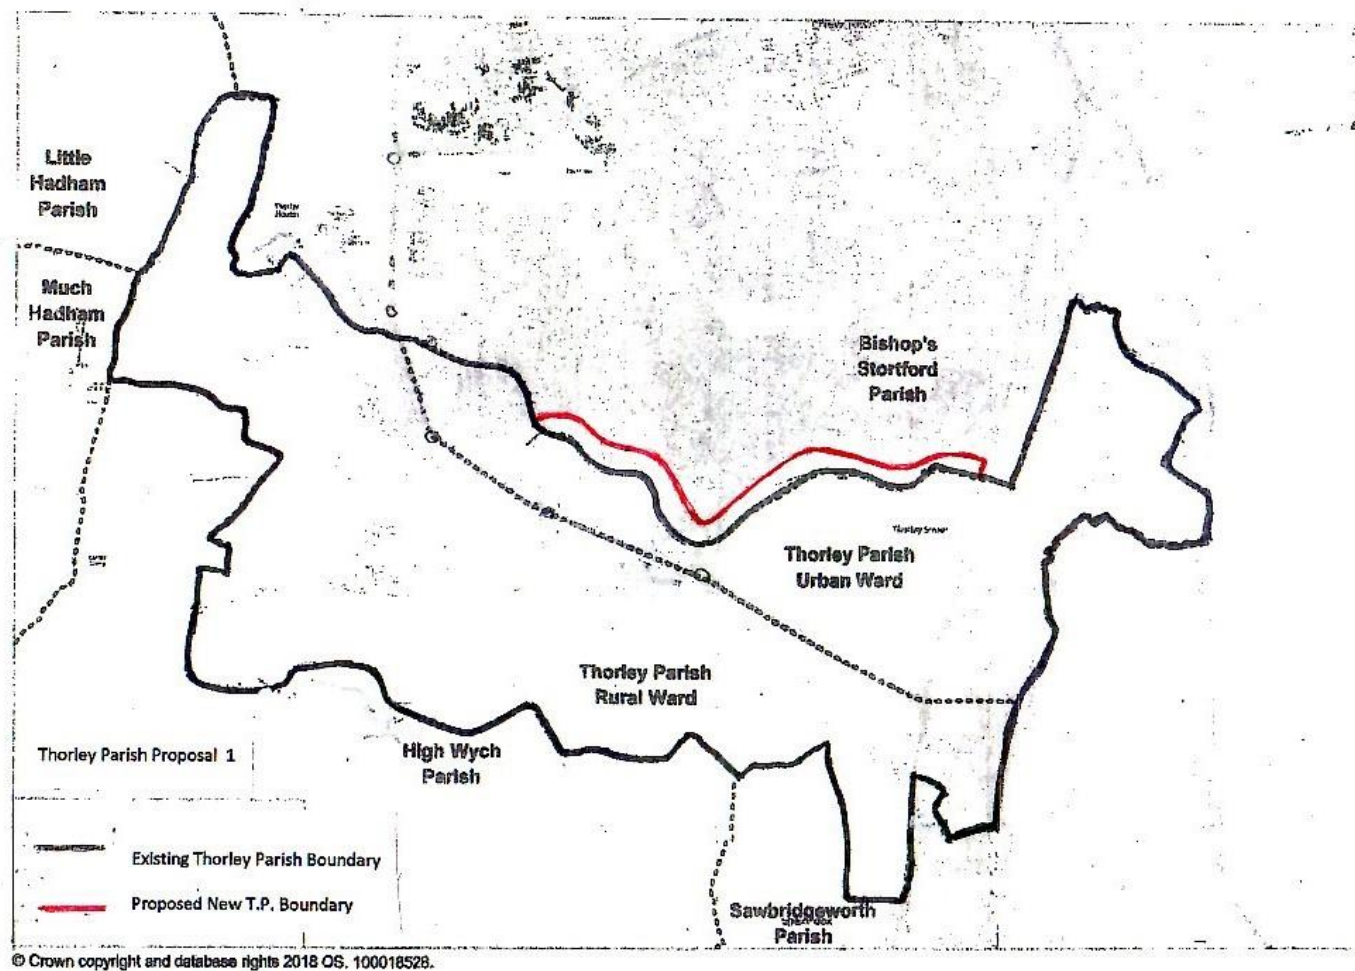 Little
Hadham
Parish
Much
Hadham
Parish
Bishop's
Stortford
Parish
Thorley Parish
Urban Ward
Thorley Parish
Rural Ward
High Wych
Parish
Thorley Parish Proposal 1
Existing Thorley Parish Boundary
Proposed New T.P. Boundary
Sawbridgeworth
Parish
© Crown copyright and database rights 2018 OS. 100018528.